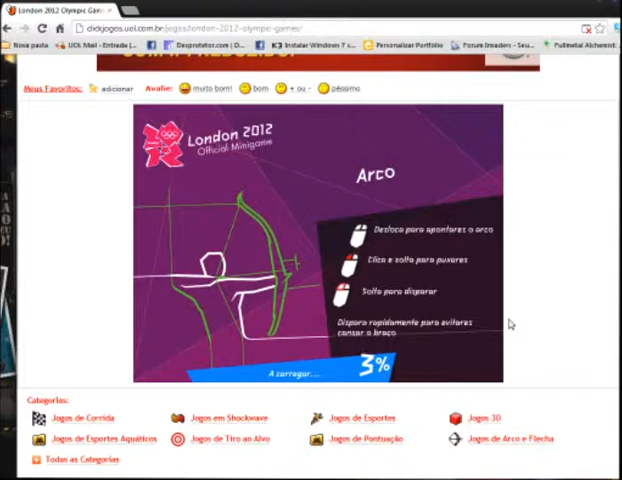 London 2012 Olympic Gam
clickjogos.uol.com.br/jogos/london-2012-olympic-games/
Nova pasta
UOL Mail - Entrada |...
Desprotetor.com | D...
Instalar Windows 7 s...
Personalizar Portfolio
Forum Invaders - Seu...
Fullmetal Alchemist:
Meus Favoritos:
adicionar
Avalie:
muito bom!
bom
+ ou -
péssimo
London 2012
Official Minigame
Arco
Desloca para apontares o arco
Clica e solta para puxares
Solta para disparar
Dispara rapidamente para evitares
cansar o braço
A carregar...
3%
Categorias:
Jogos de Corrida
Jogos em Shockwave
Jogos de Esportes
Jogos 3D
Jogos de Esportes Aquáticos
Jogos de Tiro ao Alvo
Jogos de Pontuação
Jogos de Arco e Flecha
Todas as Categorias